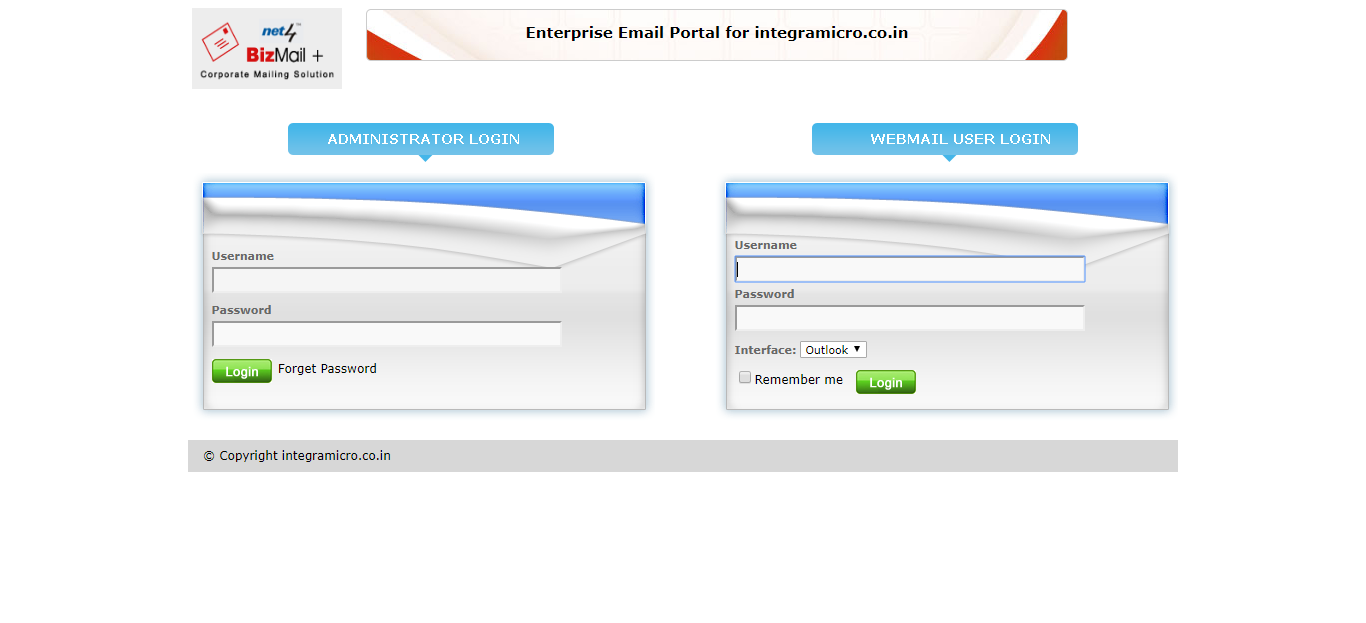 net4™
BizMail +
Corporate Mailing Solution
Enterprise Email Portal for integramicro.co.in
ADMINISTRATOR LOGIN
Username
Password
Login Forget Password
WEBMAIL USER LOGIN
Username
Password
Interface: Outlook
Remember me Login
© Copyright integramicro.co.in